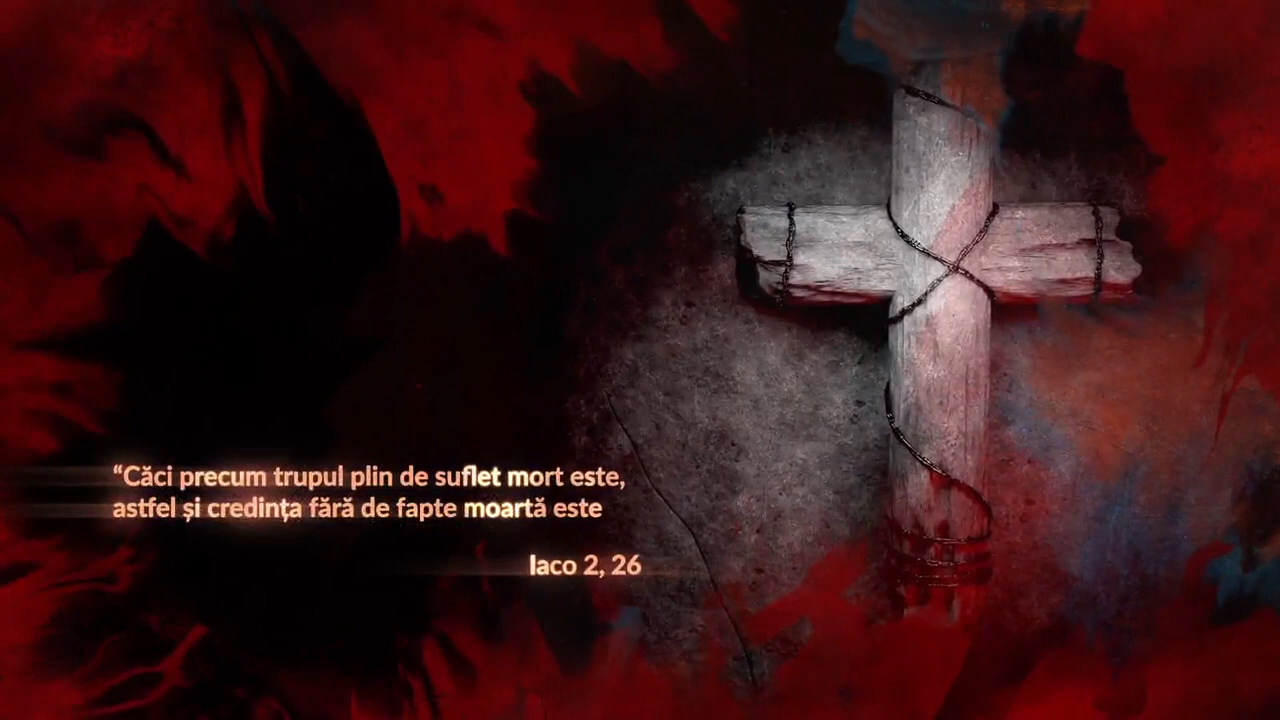 “Căci precum trupul plin de suflet mort este,
astfel și credința fără de fapte moartă este
Iaco 2, 26